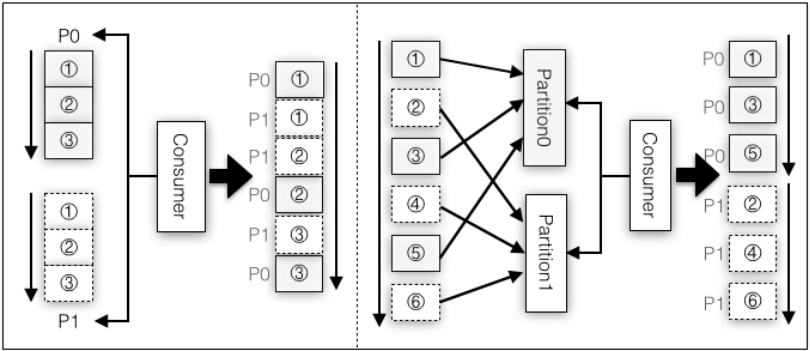 P0
①
②
③
①
②
③
P1
Consumer
P0 ①
P1 ①
P1 ②
P0 ②
P1 ③
P0 ③
①
②
③
④
⑤
⑥
Partition0
Partition1
Consumer
P0 ①
P0 ③
P0 ⑤
P1 ②
P1 ④
P1 ⑥